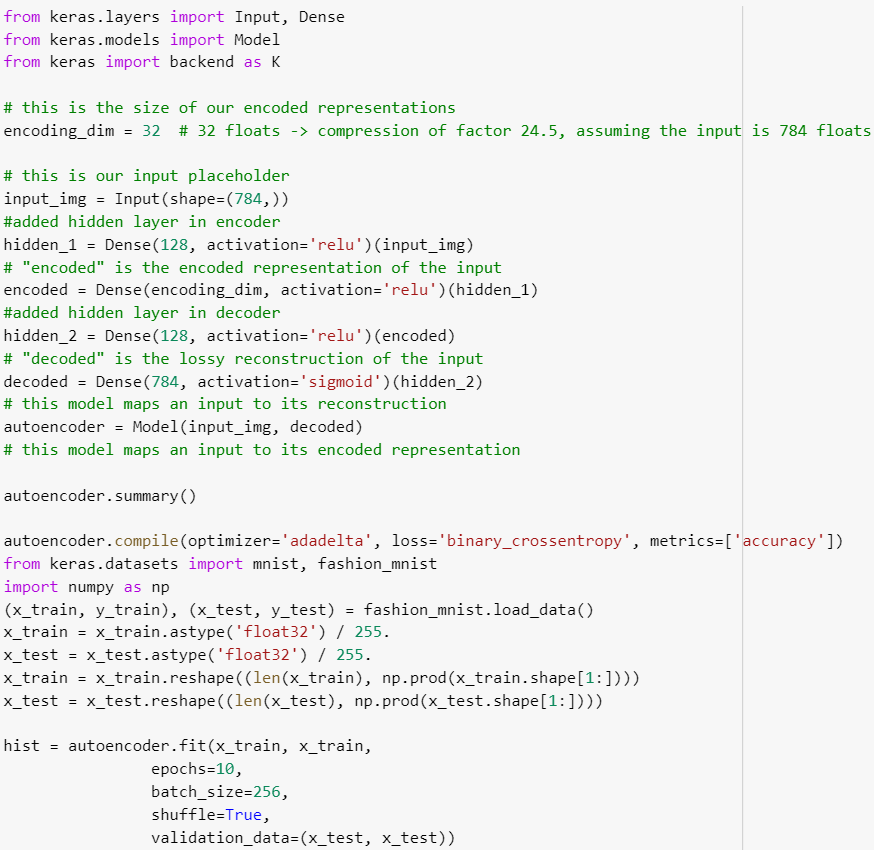 from keras.layers import Input, Dense
from keras.models import Model
from keras import backend as K

# this is the size of our encoded representations
encoding_dim = 32  # 32 floats -> compression of factor 24.5, assuming the input is 784 floats

# this is our input placeholder
input_img = Input(shape=(784,))
#added hidden layer in encoder
hidden_1 = Dense(128, activation='relu')(input_img)
# "encoded" is the encoded representation of the input
encoded = Dense(encoding_dim, activation='relu')(hidden_1)
#added hidden layer in decoder
hidden_2 = Dense(128, activation='relu')(encoded)
# "decoded" is the lossy reconstruction of the input
decoded = Dense(784, activation='sigmoid')(hidden_2)
# this model maps an input to its reconstruction
autoencoder = Model(input_img, decoded)
# this model maps an input to its encoded representation

autoencoder.summary()

autoencoder.compile(optimizer='adadelta', loss='binary_crossentropy', metrics=['accuracy'])
from keras.datasets import mnist, fashion_mnist
import numpy as np
(x_train, y_train), (x_test, y_test) = fashion_mnist.load_data()
x_train = x_train.astype('float32') / 255.
x_test = x_test.astype('float32') / 255.
x_train = x_train.reshape((len(x_train), np.prod(x_train.shape[1:])))
x_test = x_test.reshape((len(x_test), np.prod(x_test.shape[1:])))

hist = autoencoder.fit(x_train, x_train,
                epochs=10,
                batch_size=256,
                shuffle=True,
                validation_data=(x_test, x_test))